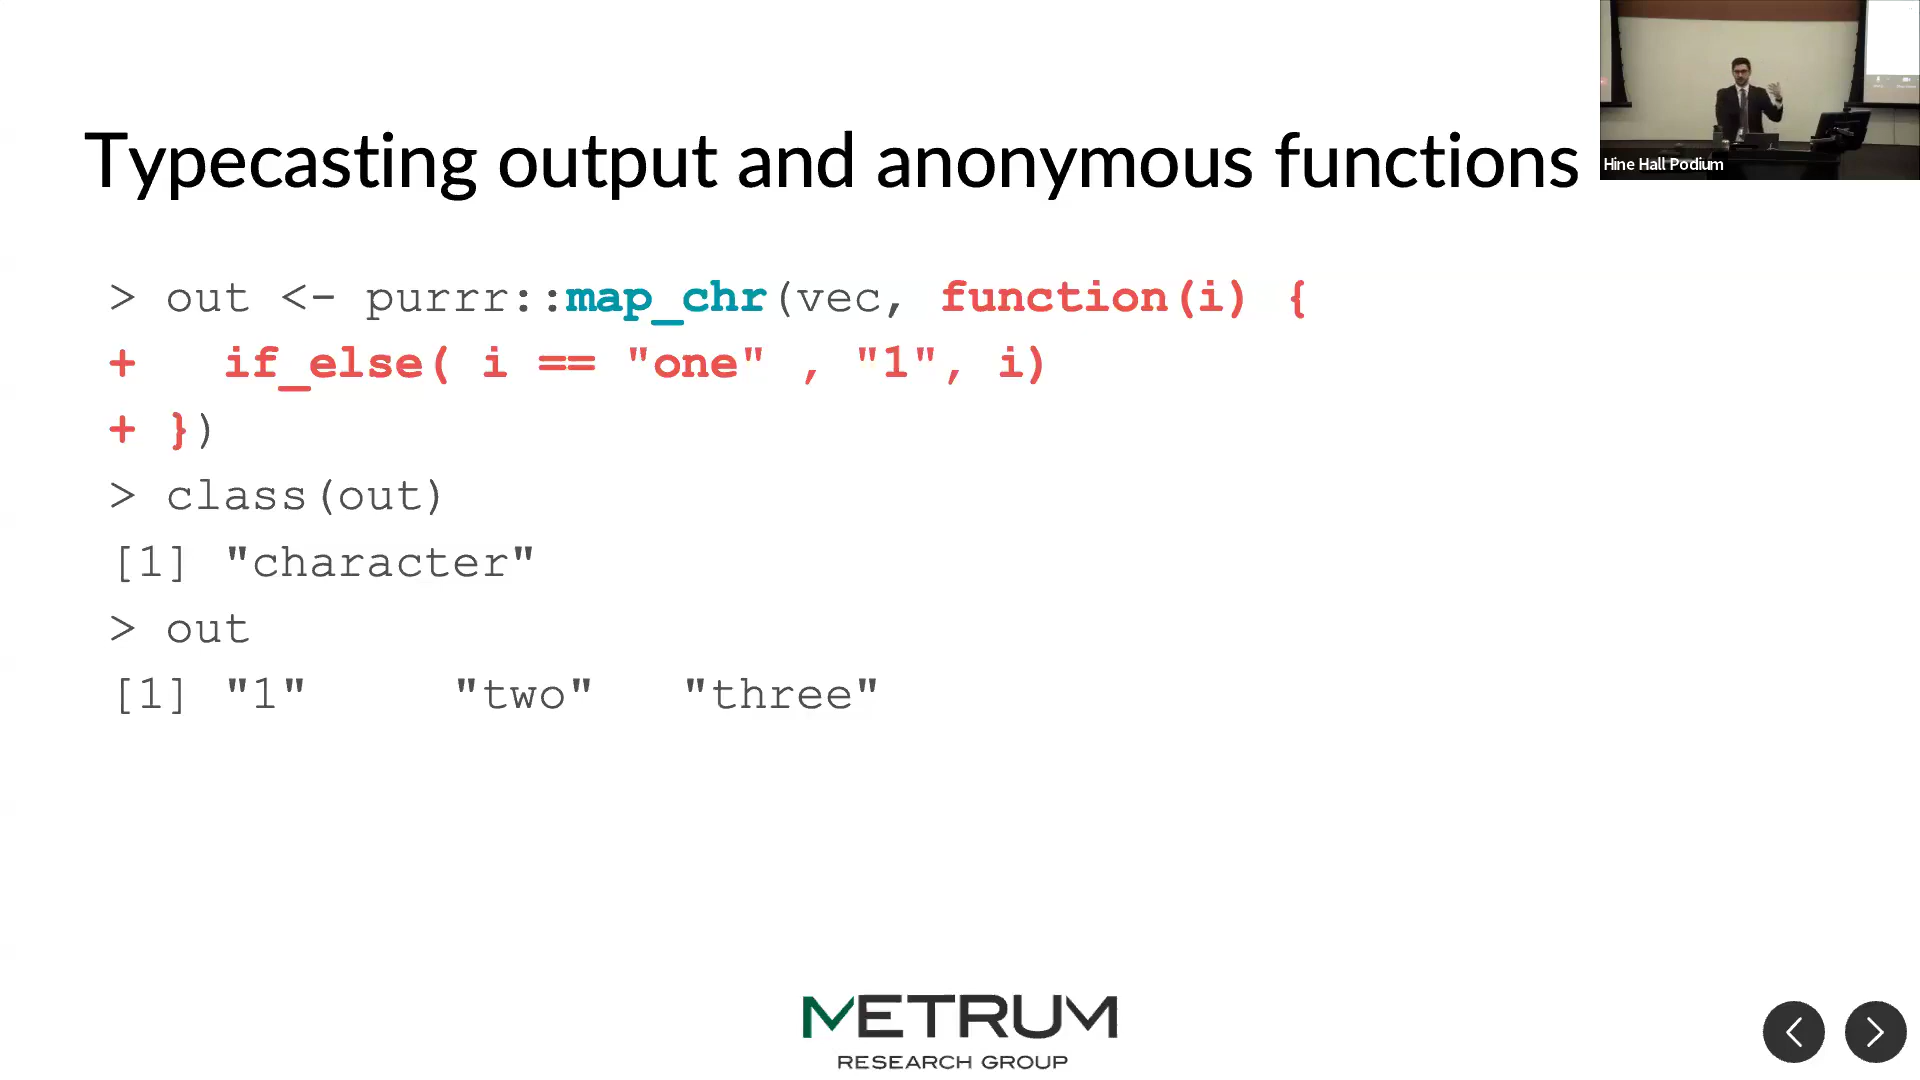 Typecasting output and anonymous functions
Hine Hall Podium
> out <- purrr::map_chr(vec, function(i) {
+   if_else( i == "one" , "1", i)
+ })
> class(out)
[1] "character"
> out
[1] "1"     "two"   "three"
METRUM
RESEARCH GROUP